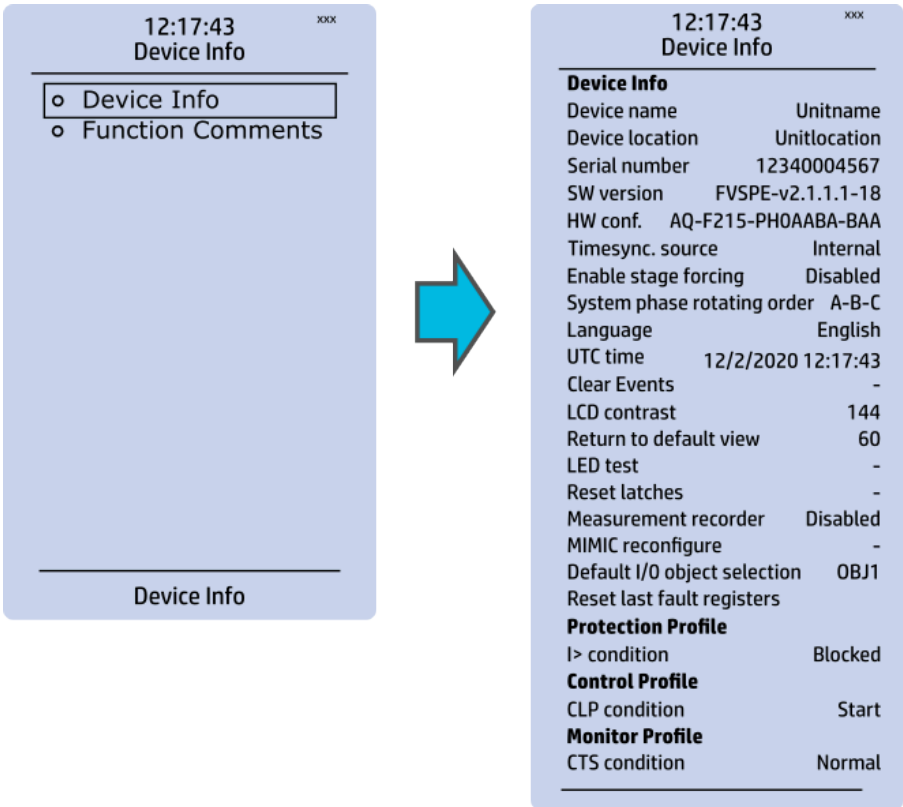 12:17:43 xxx
Device Info
Device Info
Function Comments
Device Info
12:17:43 xxx
Device Info
Device Info
Device name Unitname
Device location Unitlocation
Serial number 12340004567
SW version FVSPE-v2.1.1.1-18
HW conf. AQ-F215-PH0AABA-BAA
Timesync. source Internal
Enable stage forcing Disabled
System phase rotating order A-B-C
Language English
UTC time 12/2/2020 12:17:43
Clear Events -
LCD contrast 144
Return to default view 60
LED test -
Reset latches -
Measurement recorder Disabled
MIMIC reconfigure -
Default I/0 object selection OBJ1
Reset last fault registers
Protection Profile
I> condition Blocked
Control Profile
CLP condition Start
Monitor Profile
CTS condition Normal